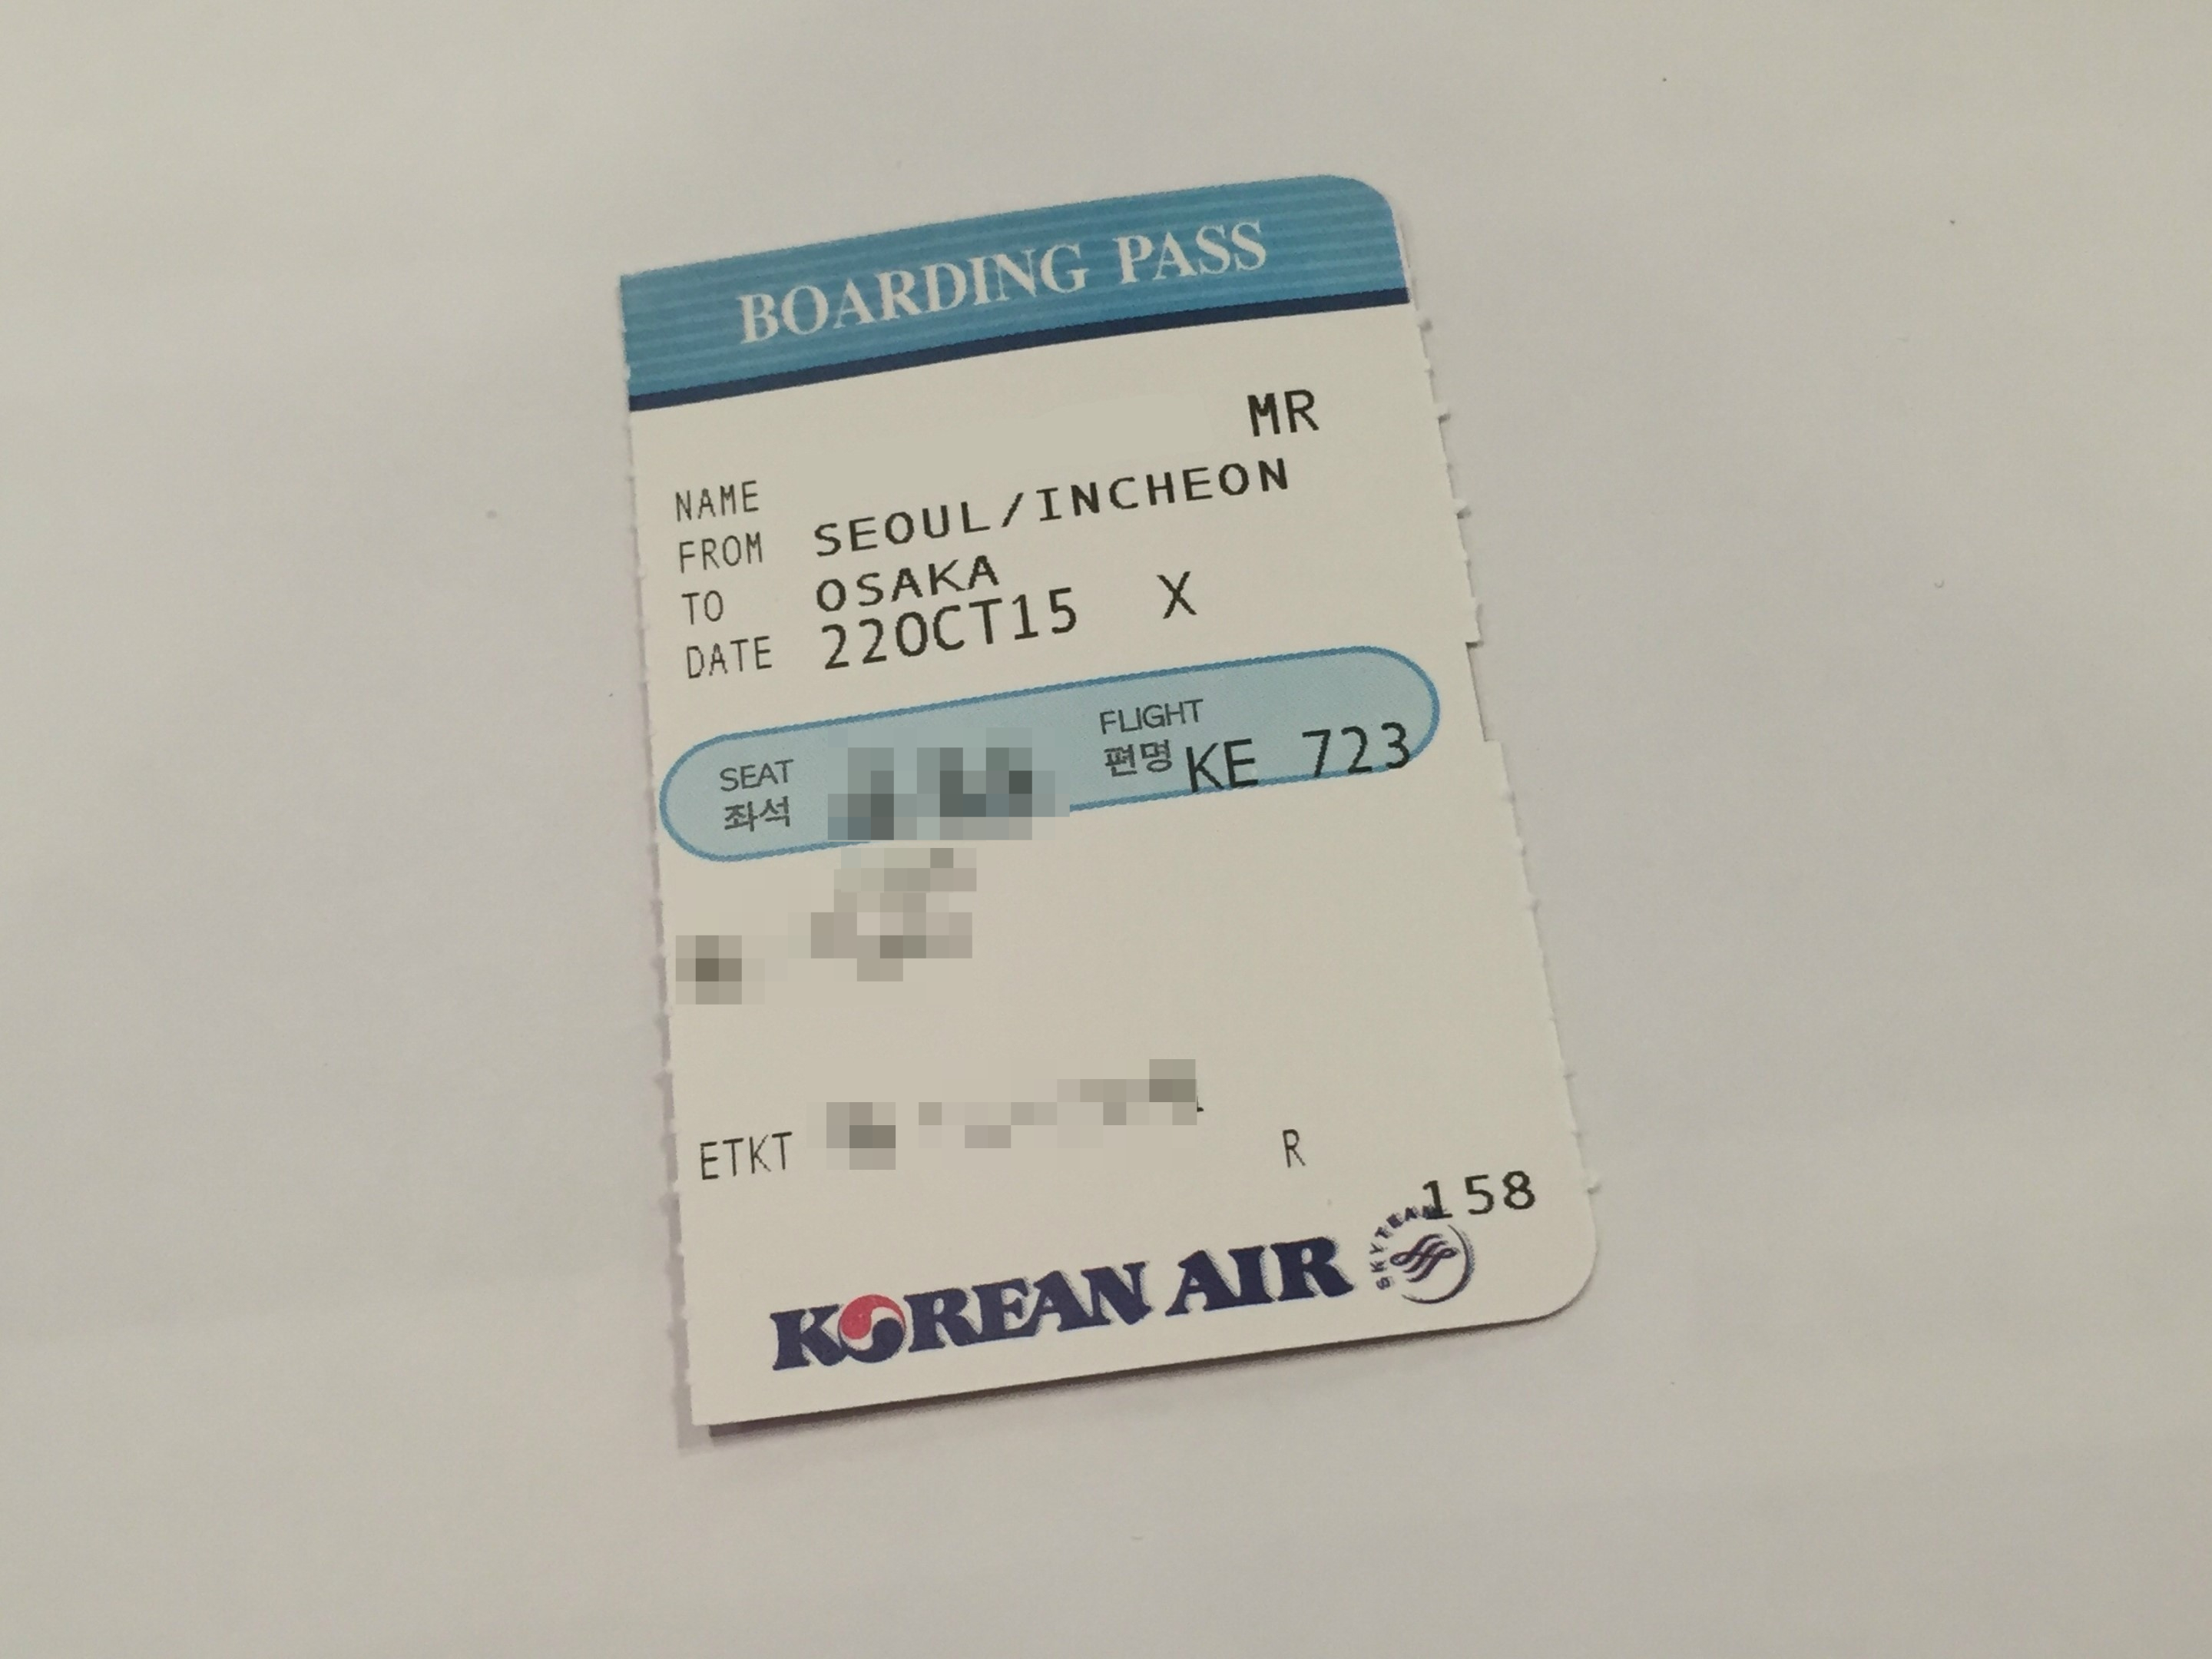 BOARDING PASS
MR
NAME
FROM SEOUL/INCHEON
TO OSAKA
DATE 22OCT15 X
SEAT FLIGHT
좌석 편명 KE 723
ETKT R
158
KOREAN AIR SKYTEAM